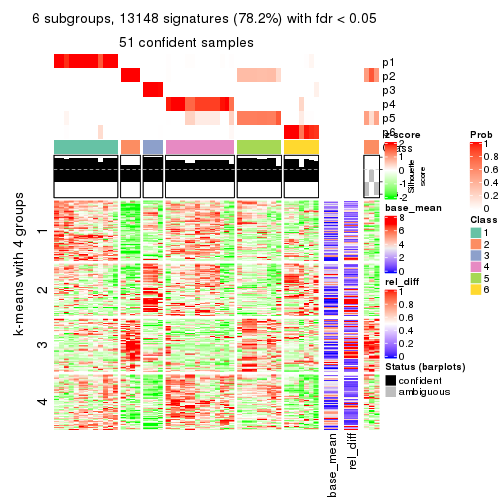 6 subgroups, 13148 signatures (78.2%) with fdr < 0.05
51 confident samples
p1
p2
p3
p4
p5
z-score
2
1
0
-1
-2
Silhouette
score
Prob
1
0.8
0.6
0.4
0.2
0
base_mean
8
6
4
2
0
Class
1
2
3
4
5
6
rel_diff
1
0.8
0.6
0.4
0.2
0
Status (barplots)
confident
ambiguous
k-means with 4 groups
1
2
3
4
base_mean
rel_diff